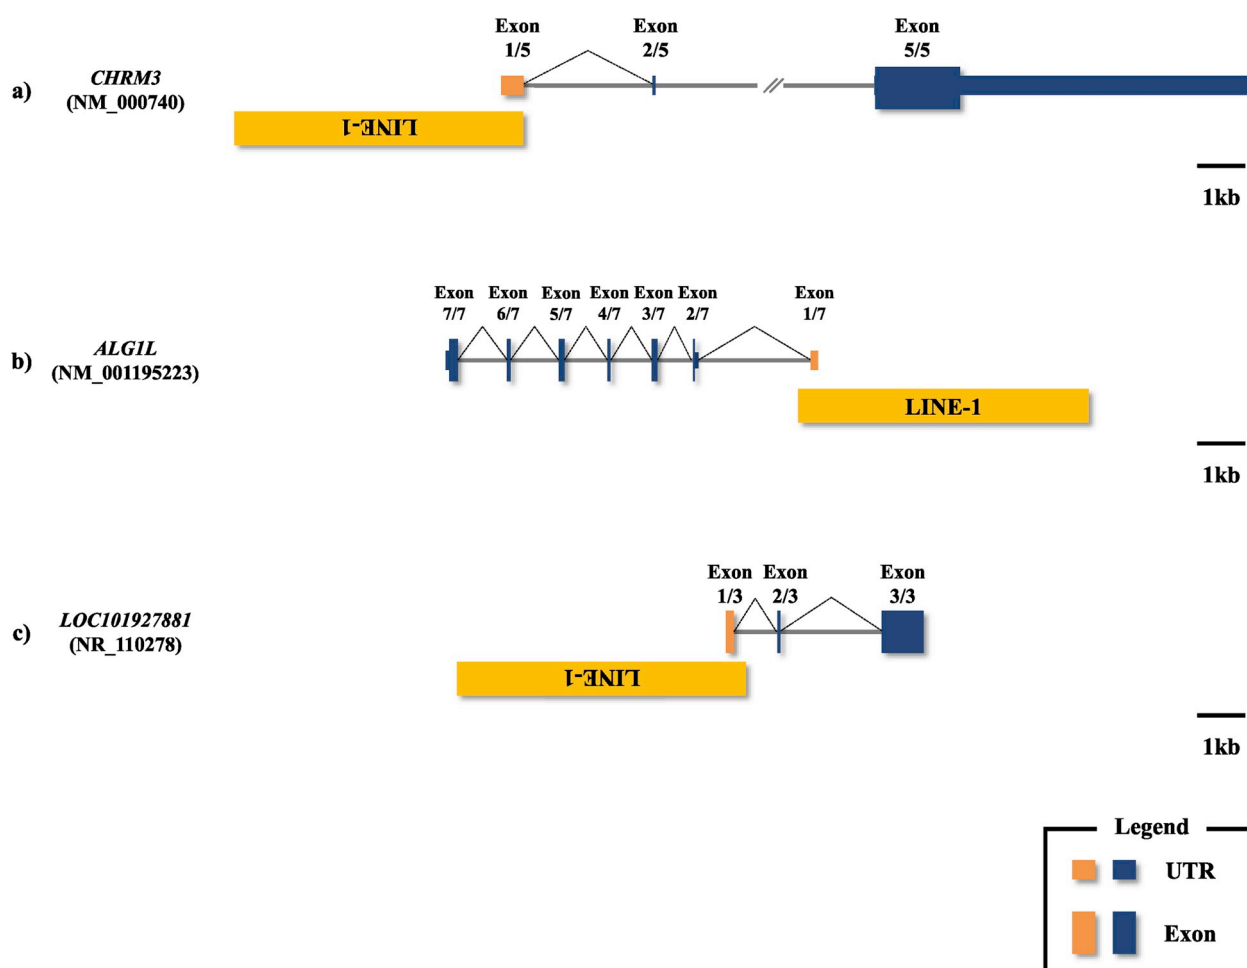 a)
CHRM3
(NM_000740)
Exon
1/5
Exon
2/5
Exon
5/5
LINE-1
1kb
b)
ALG1L
(NM_001195223)
Exon
7/7
Exon
6/7
Exon
5/7
Exon
4/7
Exon
3/7
Exon
2/7
Exon
1/7
LINE-1
1kb
c)
LOC101927881
(NR_110278)
Exon
1/3
Exon
2/3
Exon
3/3
LINE-1
1kb
Legend
UTR
Exon